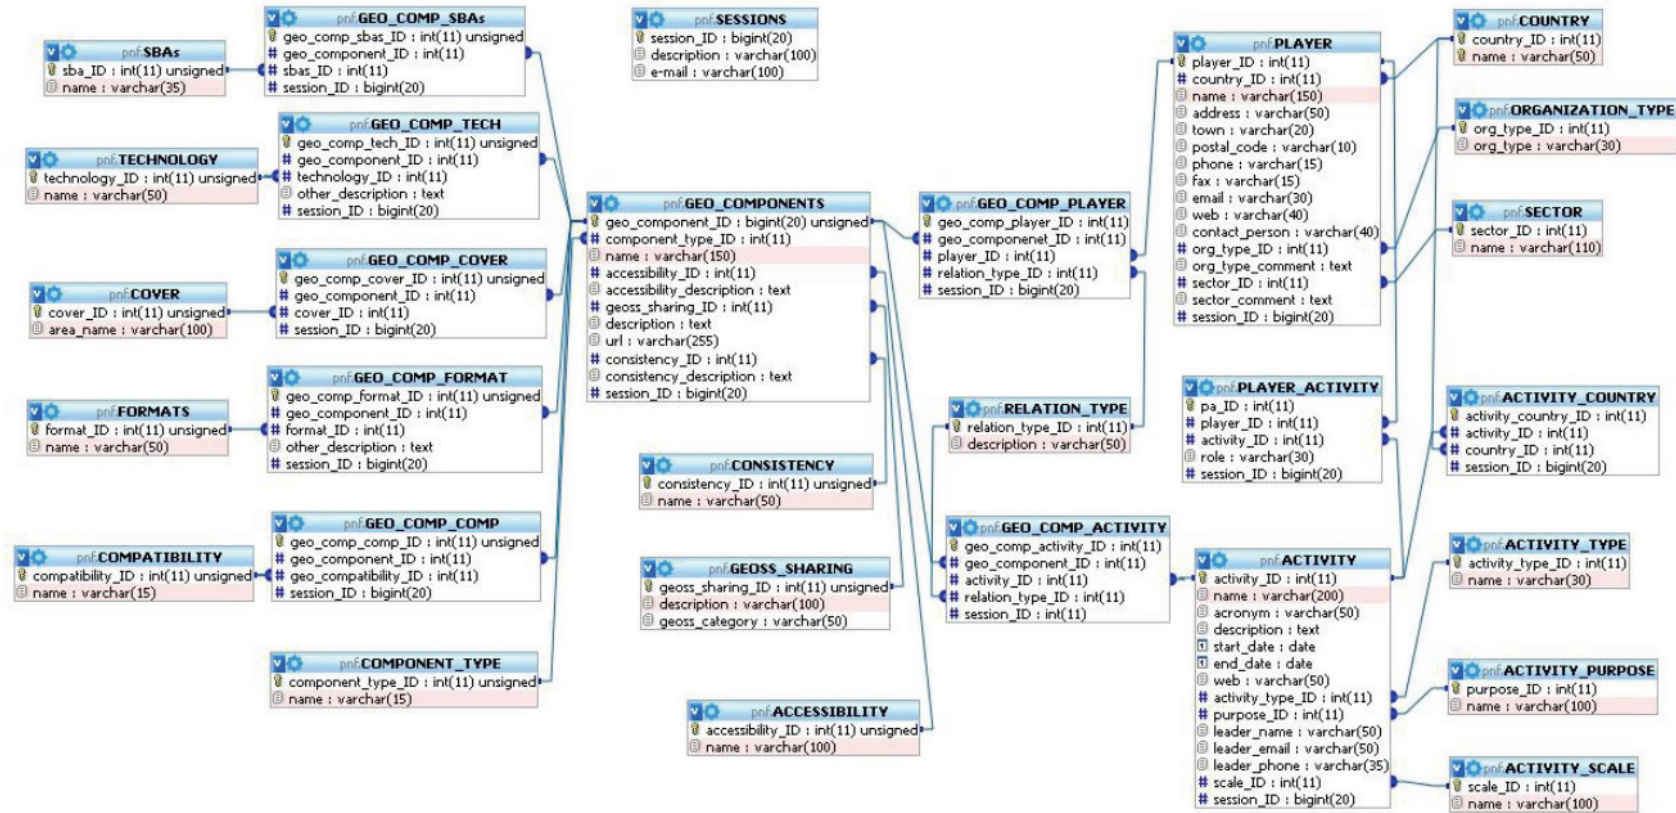 pnf.SBAs
sba_ID : int(11) unsigned
name : varchar(35)
pnf.GEO_COMP_SBAs
geo_comp_sbas_ID : int(11) unsigned
geo_component_ID : int(11)
sbas_ID : int(11)
session_ID : bigint(20)
pnf.TECHNOLOGY
technology_ID : int(11) unsigned
name : varchar(50)
pnf.GEO_COMP_TECH
geo_comp_tech_ID : int(11) unsigned
geo_component_ID : int(11)
technology_ID : int(11)
other_description : text
session_ID : bigint(20)
pnf.COVER
cover_ID : int(11) unsigned
area_name : varchar(100)
pnf.GEO_COMP_COVER
geo_comp_cover_ID : int(11) unsigned
geo_component_ID : int(11)
cover_ID : int(11)
session_ID : bigint(20)
pnf.FORMATS
format_ID : int(11) unsigned
name : varchar(50)
pnf.GEO_COMP_FORMAT
geo_comp_format_ID : int(11) unsigned
geo_component_ID : int(11)
format_ID : int(11)
other_description : text
session_ID : bigint(20)
pnf.COMPATIBILITY
compatibility_ID : int(11) unsigned
name : varchar(15)
pnf.GEO_COMP_COMP
geo_comp_comp_ID : int(11) unsigned
geo_component_ID : int(11)
geo_compatibility_ID : int(11)
session_ID : bigint(20)
pnf.COMPONENT_TYPE
component_type_ID : int(11) unsigned
name : varchar(15)
pnf.SESSIONS
session_ID : bigint(20)
description : varchar(100)
e-mail : varchar(100)
pnf.GEO_COMPONENTS
geo_component_ID : bigint(20) unsigned
component_type_ID : int(11)
name : varchar(150)
accessibility_ID : int(11)
accessibility_description : text
geoss_sharing_ID : int(11)
description : text
url : varchar(255)
consistency_ID : int(11)
consistency_description : text
session_ID : bigint(20)
pnf.CONSISTENCY
consistency_ID : int(11) unsigned
name : varchar(50)
pnf.GEOSS_SHARING
geoss_sharing_ID : int(11) unsigned
description : varchar(100)
geoss_category : varchar(50)
pnf.ACCESSIBILITY
accessibility_ID : int(11) unsigned
name : varchar(100)
pnf.GEO_COMP_PLAYER
geo_comp_player_ID : int(11)
geo_componenet_ID : int(11)
player_ID : int(11)
relation_type_ID : int(11)
session_ID : bigint(20)
pnf.RELATION_TYPE
relation_type_ID : int(11)
description : varchar(50)
pnf.GEO_COMP_ACTIVITY
geo_comp_activity_ID : int(11)
geo_component_ID : int(11)
activity_ID : int(11)
relation_type_ID : int(11)
session_ID : int(11)
pnf.PLAYER
player_ID : int(11)
country_ID : int(11)
name : varchar(150)
address : varchar(50)
town : varchar(20)
postal_code : varchar(10)
phone : varchar(15)
fax : varchar(15)
email : varchar(30)
web : varchar(40)
contact_person : varchar(40)
org_type_ID : int(11)
org_type_comment : text
sector_ID : int(11)
sector_comment : text
session_ID : bigint(20)
pnf.PLAYER_ACTIVITY
pa_ID : int(11)
player_ID : int(11)
activity_ID : int(11)
role : varchar(30)
session_ID : bigint(20)
pnf.ACTIVITY
activity_ID : int(11)
name : varchar(200)
acronym : varchar(50)
description : text
start_date : date
end_date : date
web : varchar(50)
activity_type_ID : int(11)
purpose_ID : int(11)
leader_name : varchar(50)
leader_email : varchar(50)
leader_phone : varchar(35)
scale_ID : int(11)
session_ID : bigint(20)
pnf.COUNTRY
country_ID : int(11)
name : varchar(50)
pnf.ORGANIZATION_TYPE
org_type_ID : int(11)
org_type : varchar(30)
pnf.SECTOR
sector_ID : int(11)
name : varchar(110)
pnf.ACTIVITY_COUNTRY
activity_country_ID : int(11)
activity_ID : int(11)
country_ID : int(11)
session_ID : bigint(20)
pnf.ACTIVITY_TYPE
activity_type_ID : int(11)
name : varchar(30)
pnf.ACTIVITY_PURPOSE
purpose_ID : int(11)
name : varchar(100)
pnf.ACTIVITY_SCALE
scale_ID : int(11)
name : varchar(100)